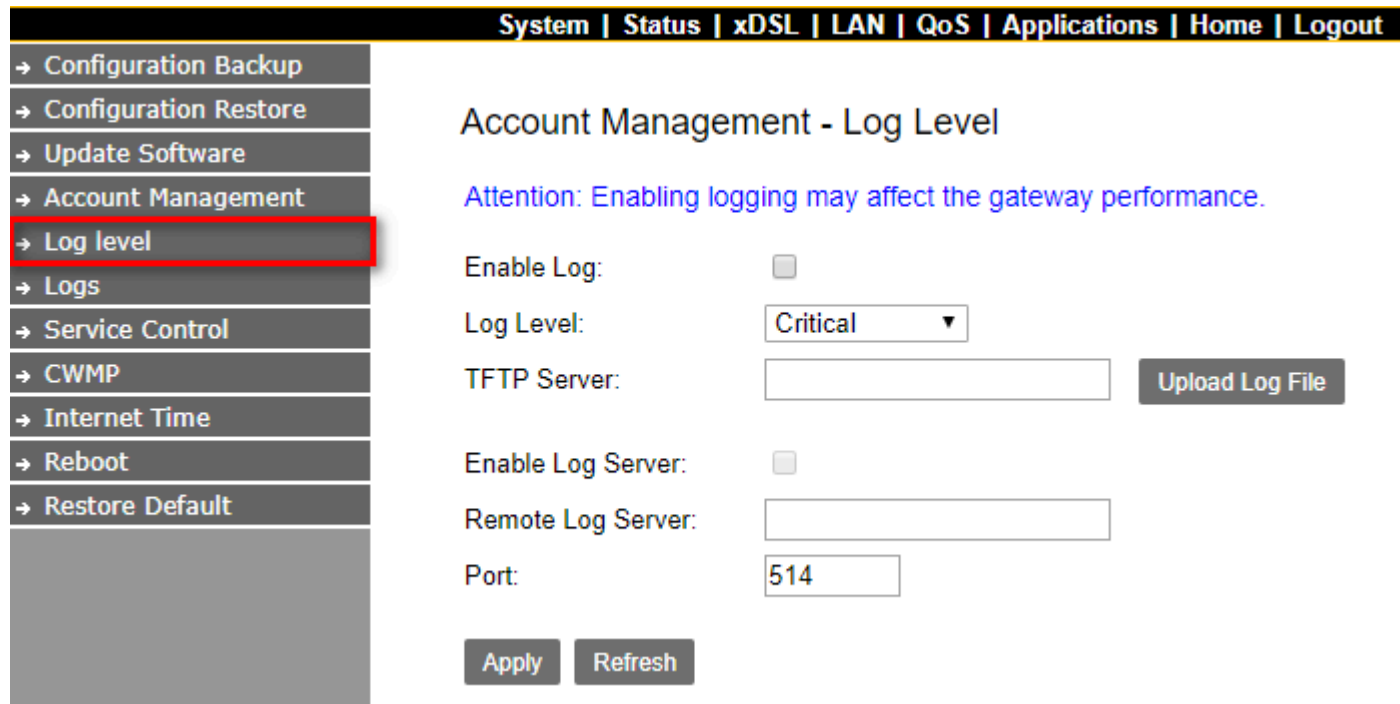 System | Status | xDSL | LAN | QoS | Applications | Home | Logout
Configuration Backup
Configuration Restore
Update Software
Account Management
Log level
Logs
Service Control
CWMP
Internet Time
Reboot
Restore Default
Account Management - Log Level
Attention: Enabling logging may affect the gateway performance.
Enable Log:
Log Level: Critical
TFTP Server: Upload Log File
Enable Log Server:
Remote Log Server:
Port: 514
Apply Refresh